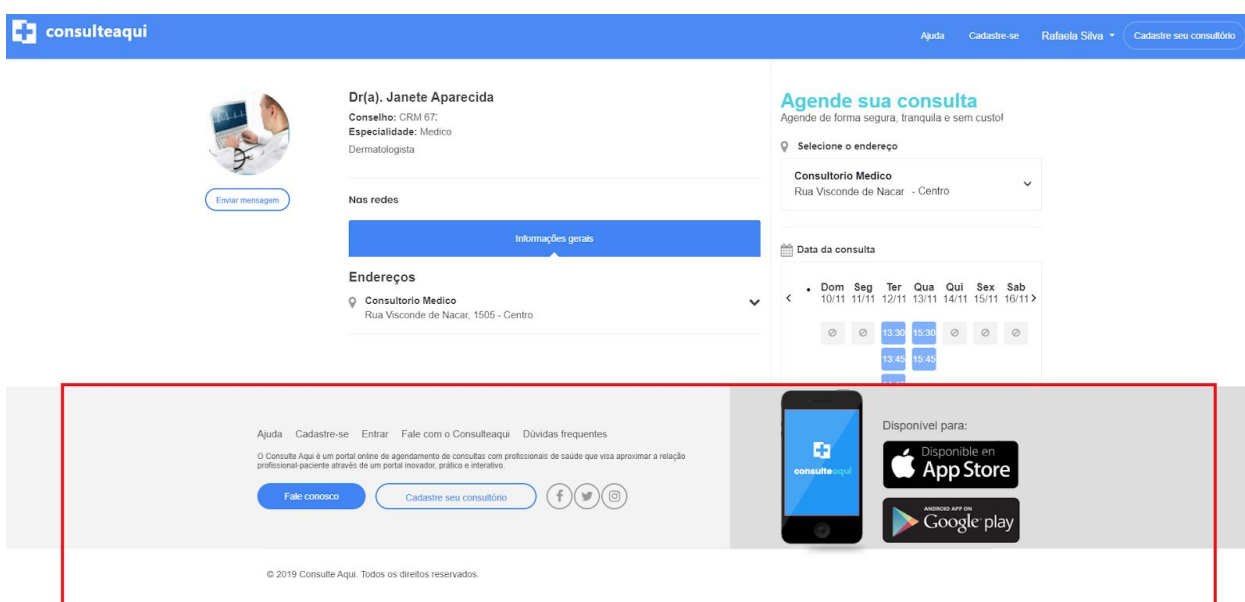 consulteaqui
Ajuda Cadastre-se Rafaela Silva Cadastre seu consultório
Dr(a). Janete Aparecida
Conselho: CRM 67:
Especialidade: Medico
Dermatologista
Enviar mensagem
Nas redes
Informações gerais
Endereços
Consultorio Medico
Rua Visconde de Nacar, 1505 - Centro
Agende sua consulta
Agende de forma segura, tranquila e sem custo!
Selecione o endereço
Consultorio Medico
Rua Visconde de Nacar - Centro
Data da consulta
Dom Seg Ter Qua Qui Sex Sab
10/11 11/11 12/11 13/11 14/11 15/11 16/11
13:30 15:30
13:45 15:45
Ajuda Cadastre-se Entrar Fale com o Consulteaqui Dúvidas frequentes
O Consulte Aqui é um portal online de agendamento de consultas com profissionais de saúde que visa aproximar a relação
profissional-paciente através de um portal inovador, prático e interativo.
Fale conosco Cadastre seu consultório
consulteaqui
Disponível para:
Disponible en
App Store
ANDROID APP ON
Google play
© 2019 Consulte Aqui. Todos os direitos reservados.